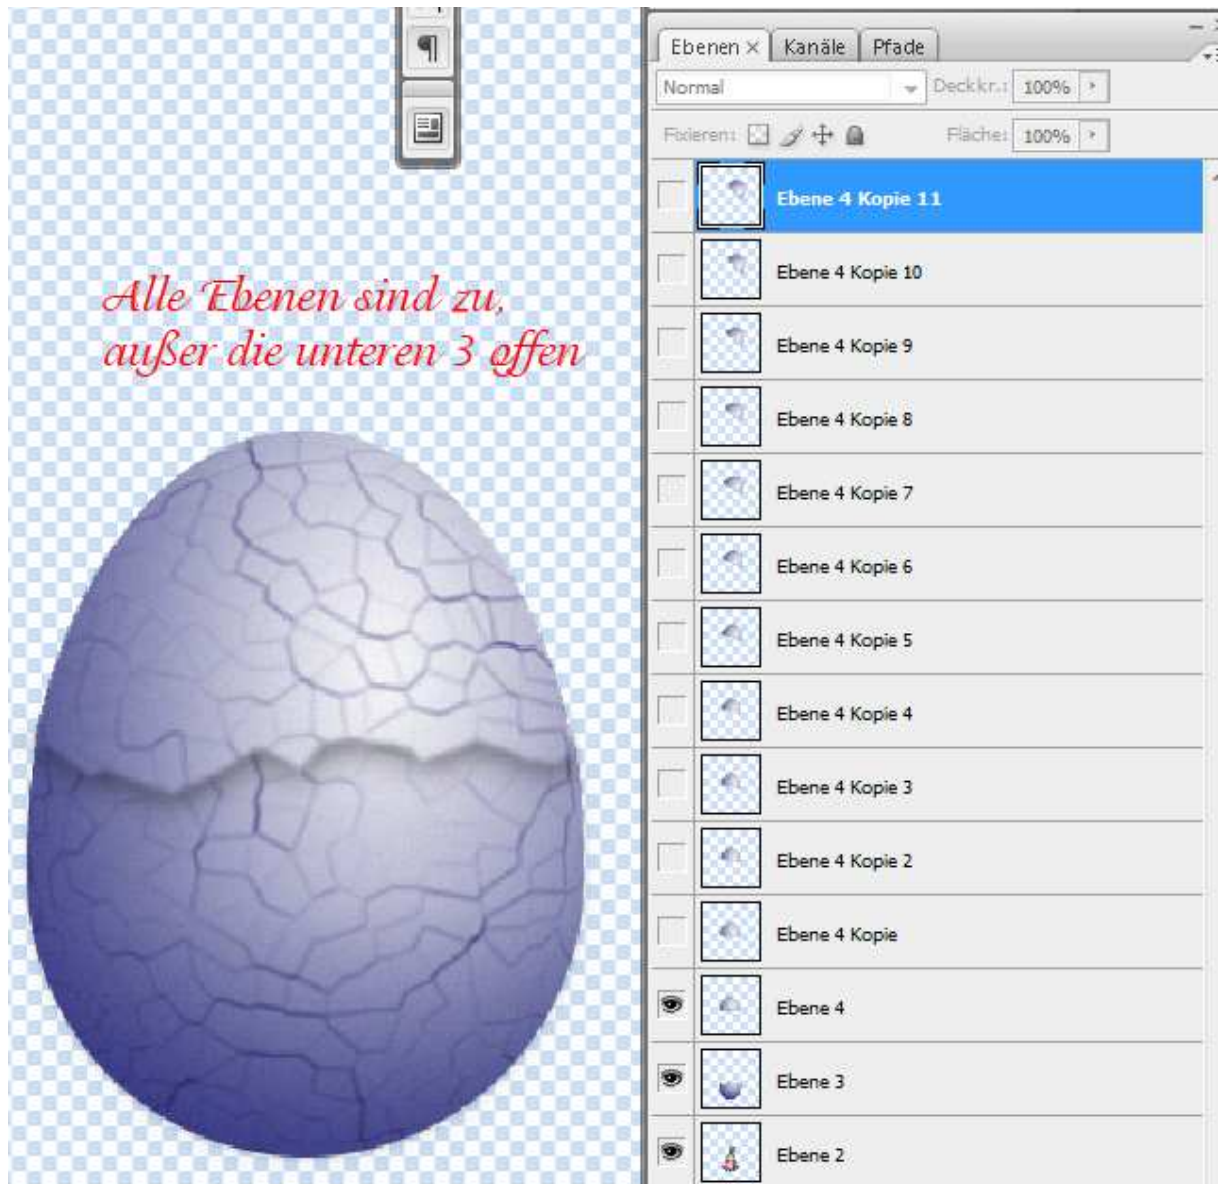 Ebenen × Kanäle Pfade
Normal Deckkr.: 100%
Fixieren: Fläche: 100%
Ebene 4 Kopie 11
Ebene 4 Kopie 10
Ebene 4 Kopie 9
Ebene 4 Kopie 8
Ebene 4 Kopie 7
Ebene 4 Kopie 6
Ebene 4 Kopie 5
Ebene 4 Kopie 4
Ebene 4 Kopie 3
Ebene 4 Kopie 2
Ebene 4 Kopie
Ebene 4
Ebene 3
Ebene 2
Alle Ebenen sind zu,
außer die unteren 3 offen